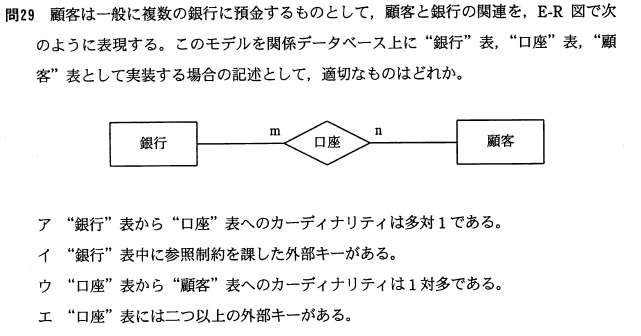 問29 顧客は一般に複数の銀行に預金するものとして，顧客と銀行の関連を，E-R 図で次
のように表現する。このモデルを関係データベース上に“銀行”表，“口座”表，“顧
客”表として実装する場合の記述として，適切なものはどれか。
m n
銀行 口座 顧客
ア “銀行”表から“口座”表へのカーディナリティは多対１である。
イ “銀行”表中に参照制約を課した外部キーがある。
ウ “口座”表から“顧客”表へのカーディナリティは１対多である。
エ “口座”表には二つ以上の外部キーがある。